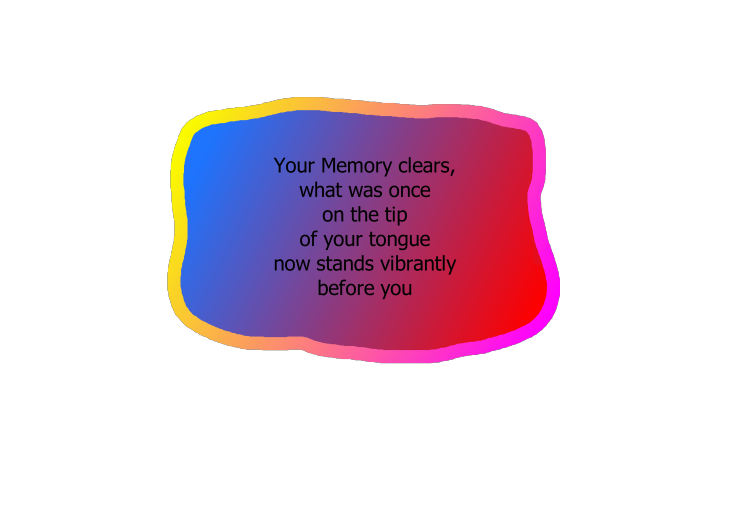 Your Memory clears,
what was once
on the tip
of your tongue
now stands vibrantly
before you